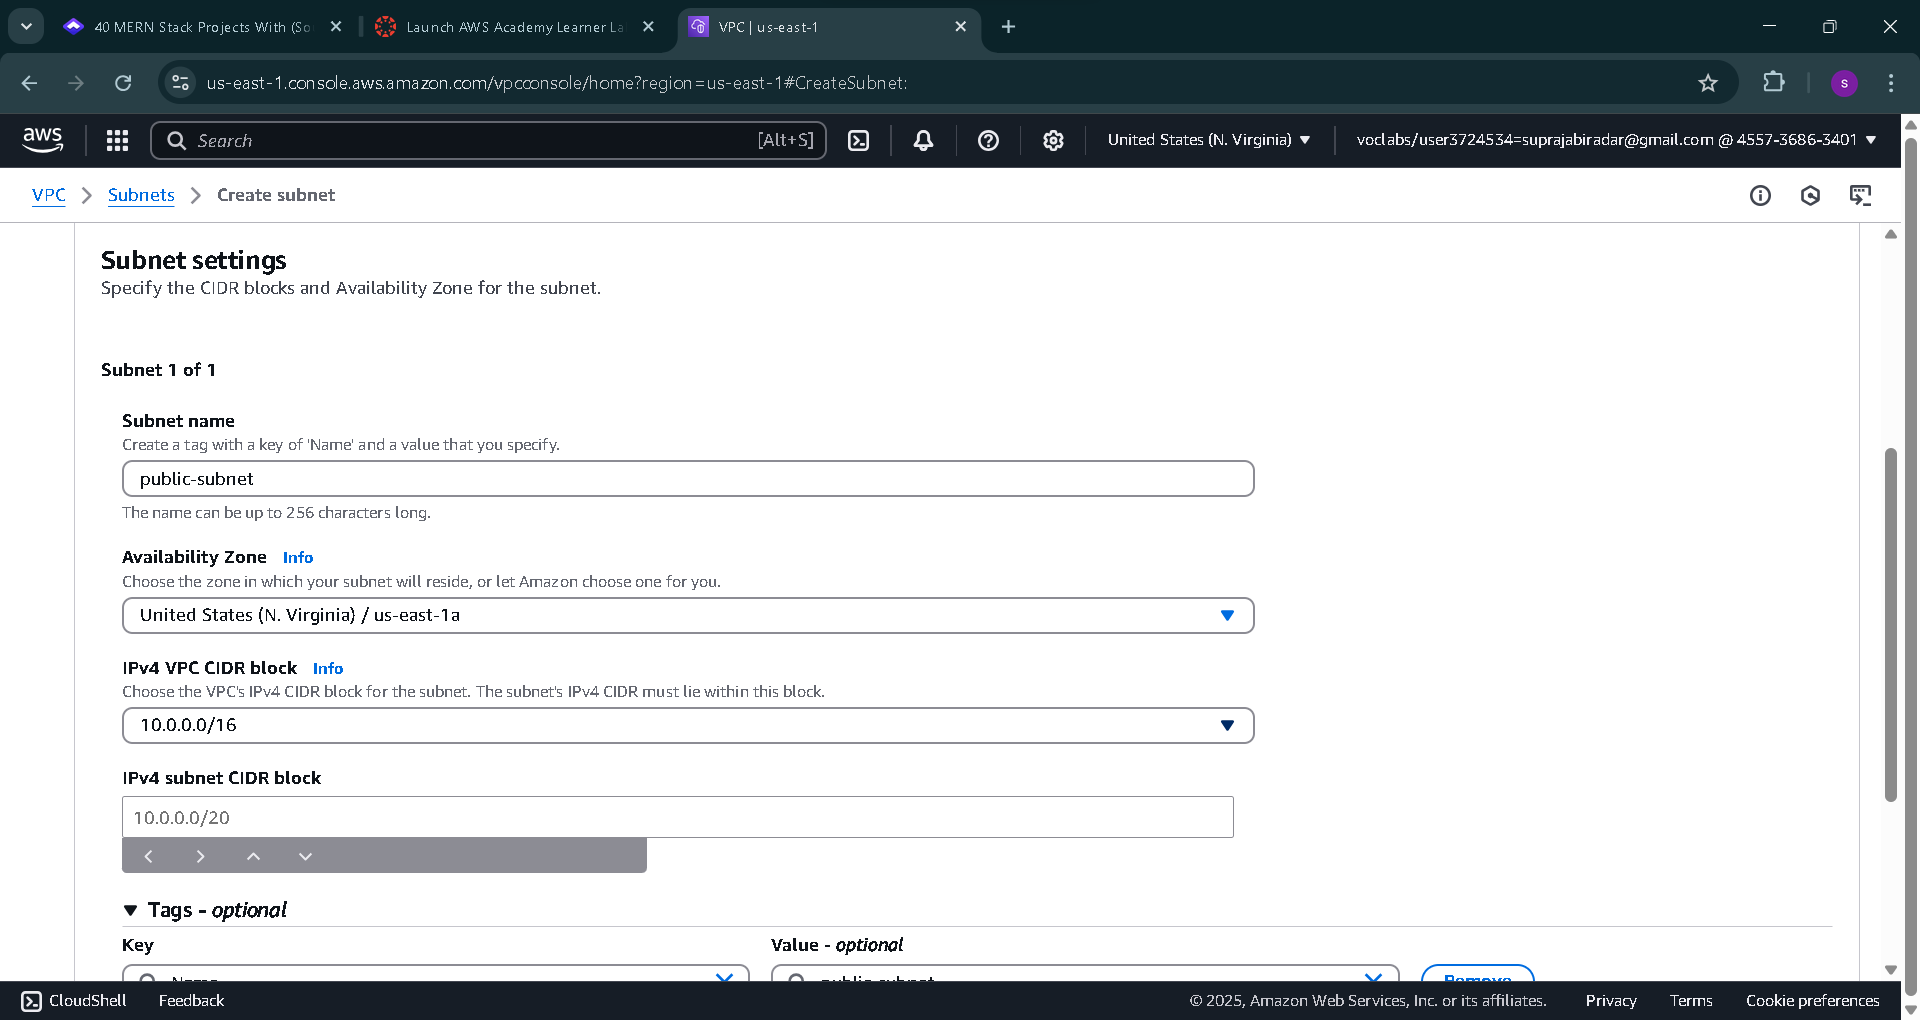 40 MERN Stack Projects With (So
Launch AWS Academy Learner La
VPC | us-east-1
us-east-1.console.aws.amazon.com/vpcconsole/home?region=us-east-1#CreateSubnet:
S
aws
Search
[Alt+S]
United States (N. Virginia)
voclabs/user3724534=suprajabiradar@gmail.com @ 4557-3686-3401
VPC
Subnets
Create subnet
Subnet settings
Specify the CIDR blocks and Availability Zone for the subnet.
Subnet 1 of 1
Subnet name
Create a tag with a key of 'Name' and a value that you specify.
public-subnet
The name can be up to 256 characters long.
Availability Zone Info
Choose the zone in which your subnet will reside, or let Amazon choose one for you.
United States (N. Virginia) / us-east-1a
IPv4 VPC CIDR block Info
Choose the VPC's IPv4 CIDR block for the subnet. The subnet's IPv4 CIDR must lie within this block.
10.0.0.0/16
IPv4 subnet CIDR block
10.0.0.0/20
Tags - optional
Key
Value - optional
Name
public-subnet
Remove
CloudShell
Feedback
© 2025, Amazon Web Services, Inc. or its affiliates.
Privacy
Terms
Cookie preferences